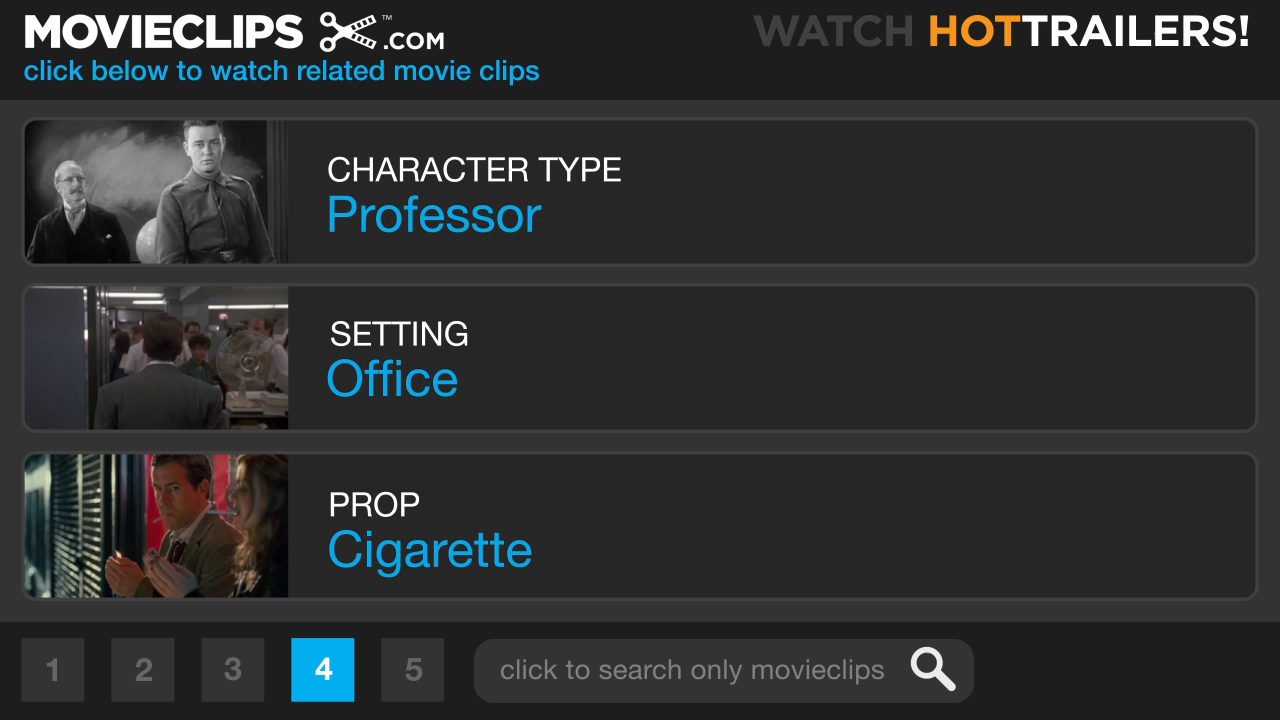 MOVIECLIPS ™ .COM
WATCH HOTTRAILERS!
click below to watch related movie clips
CHARACTER TYPE
Professor
SETTING
Office
PROP
Cigarette
1 2 3 4 5 click to search only movieclips